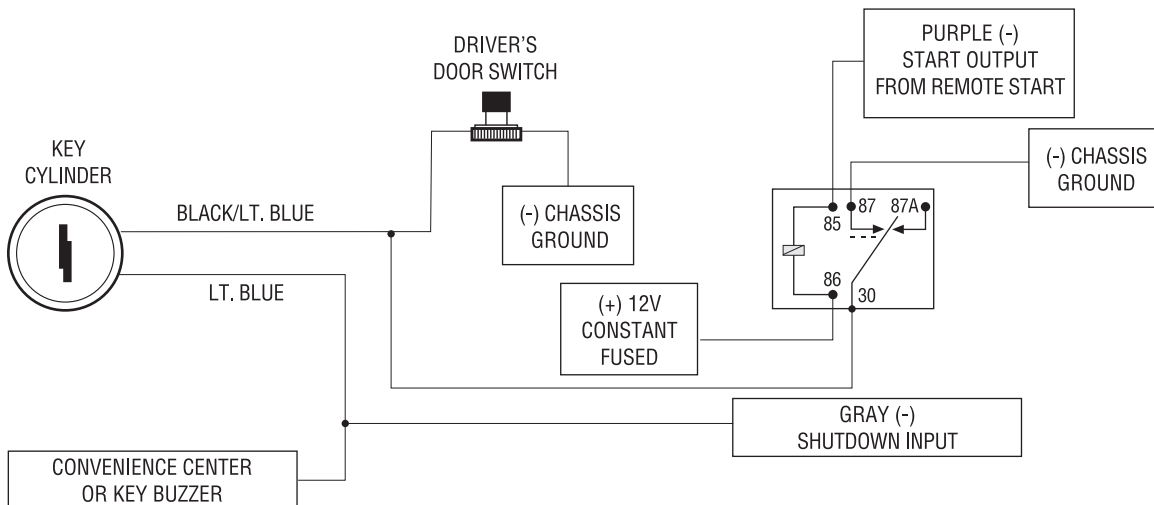 DRIVER'S
DOOR SWITCH
PURPLE (-)
START OUTPUT
FROM REMOTE START
KEY
CYLINDER
(-) CHASSIS
GROUND
BLACK/LT. BLUE
(-) CHASSIS
GROUND
87 87A
85
LT. BLUE
86
30
(+) 12V
CONSTANT
FUSED
GRAY (-)
SHUTDOWN INPUT
CONVENIENCE CENTER
OR KEY BUZZER